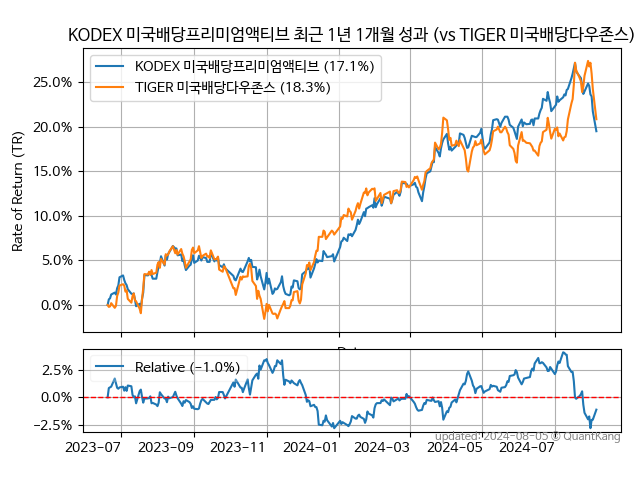 KODEX 미국배당프리미엄액티브 최근 1년 1개월 성과 (vs TIGER 미국배당다우존스)
KODEX 미국배당프리미엄액티브 (17.1%)
TIGER 미국배당다우존스 (18.3%)
Rate of Return (TR)
25.0%
20.0%
15.0%
10.0%
5.0%
0.0%
Relative (−1.0%)
2.5%
0.0%
−2.5%
2023-07
2023-09
2023-11
2024-01
2024-03
2024-05
2024-07
updated: 2024-08-05 © QuantKang